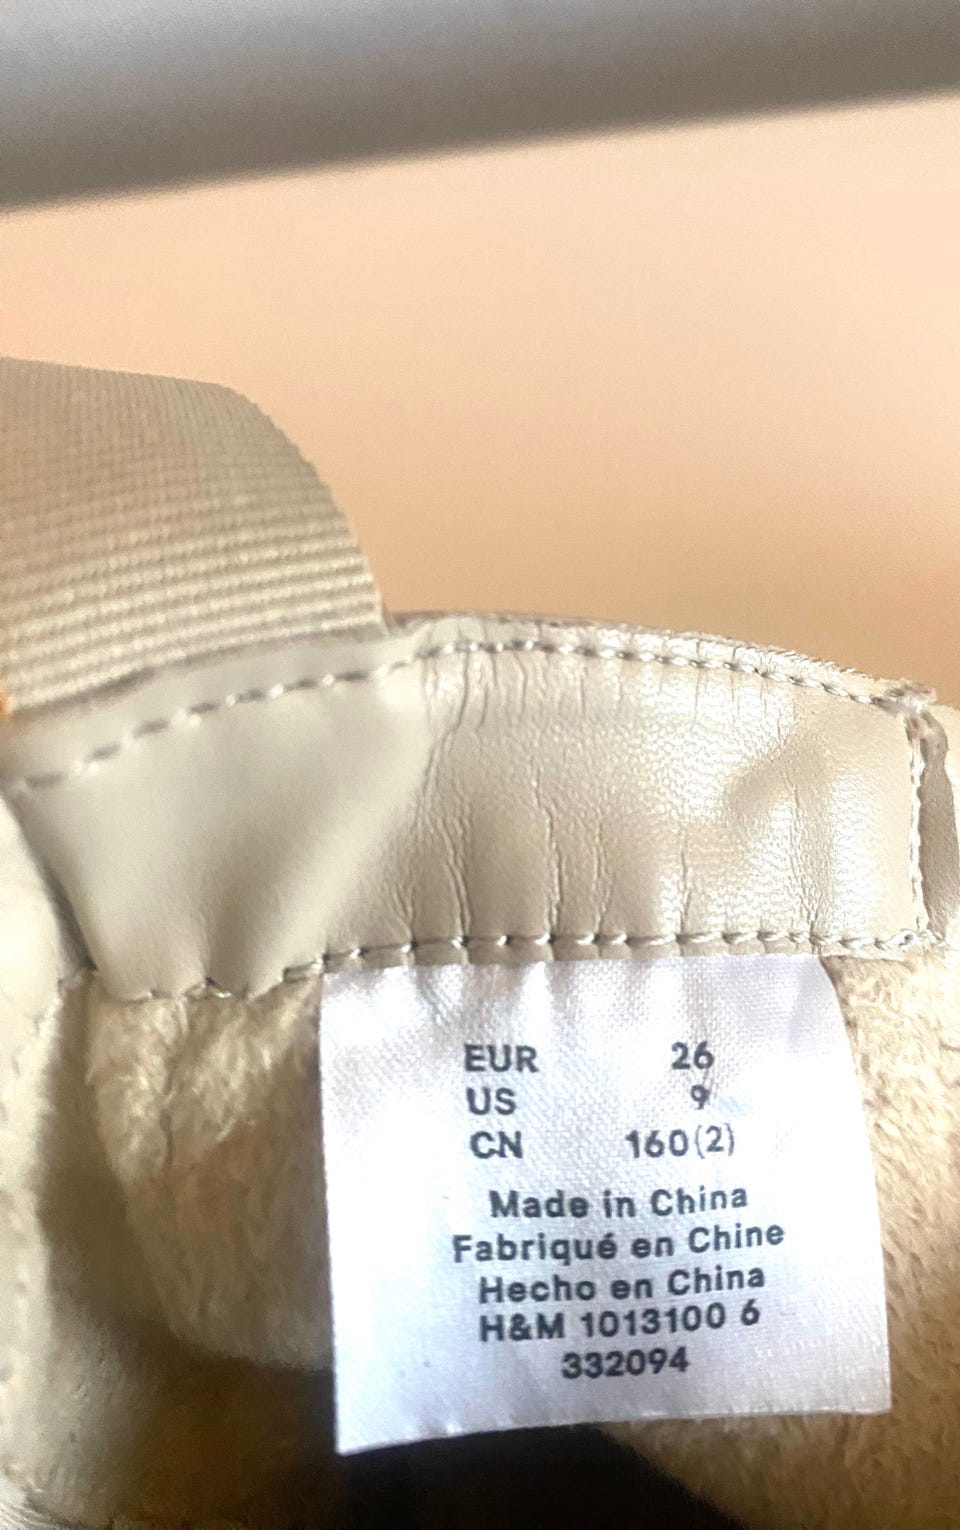 EUR 26
US 9
CN 160(2)
Made in China
Fabriqué en Chine
Hecho en China
H&M 1013100 6
332094